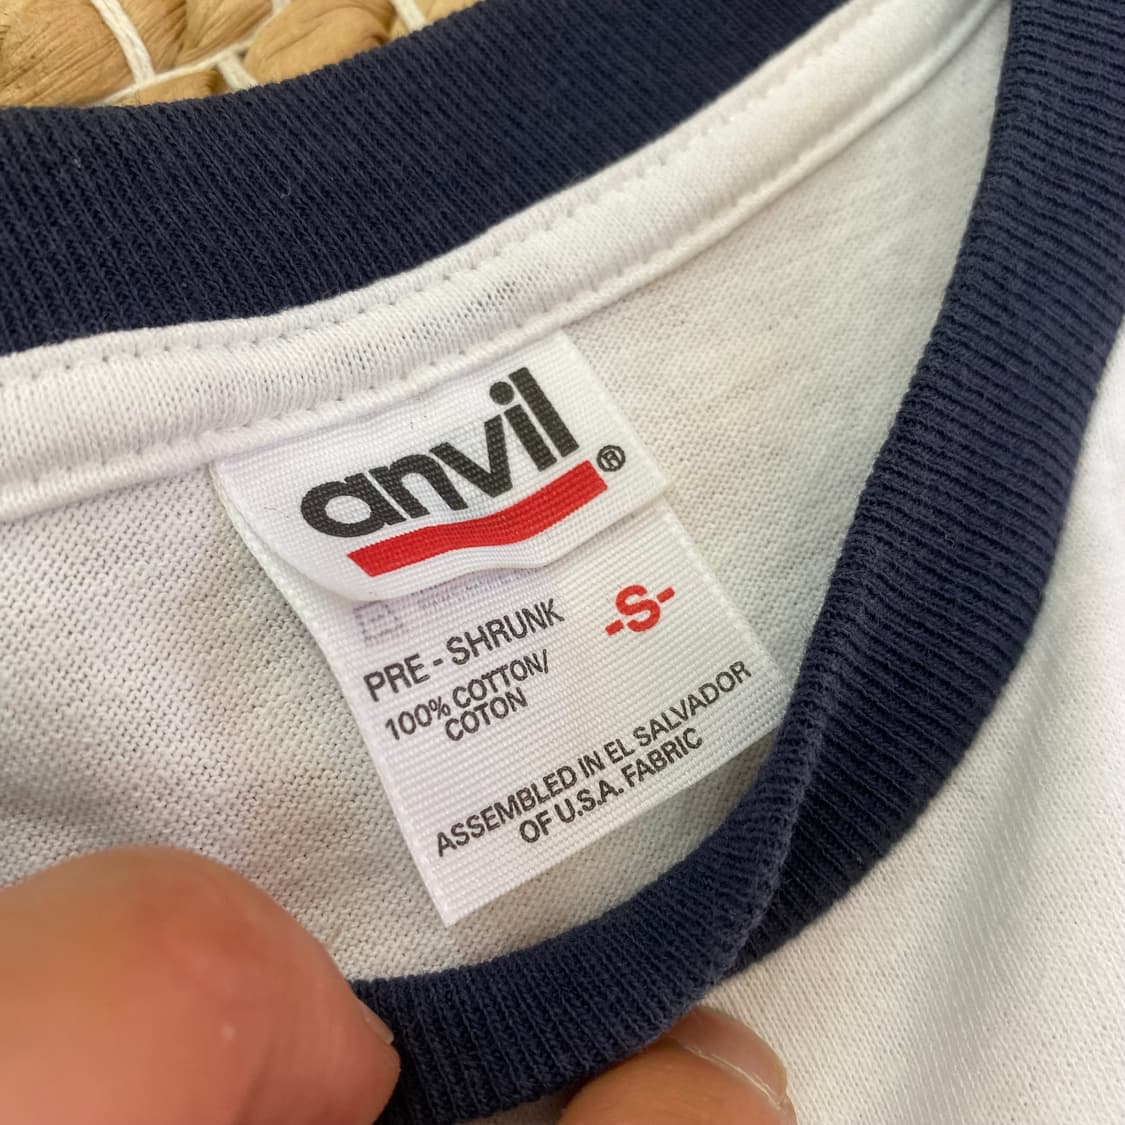 anvil®
-S-
PRE - SHRUNK
100% COTTON/
COTON
ASSEMBLED IN EL SALVADOR
OF U.S.A. FABRIC